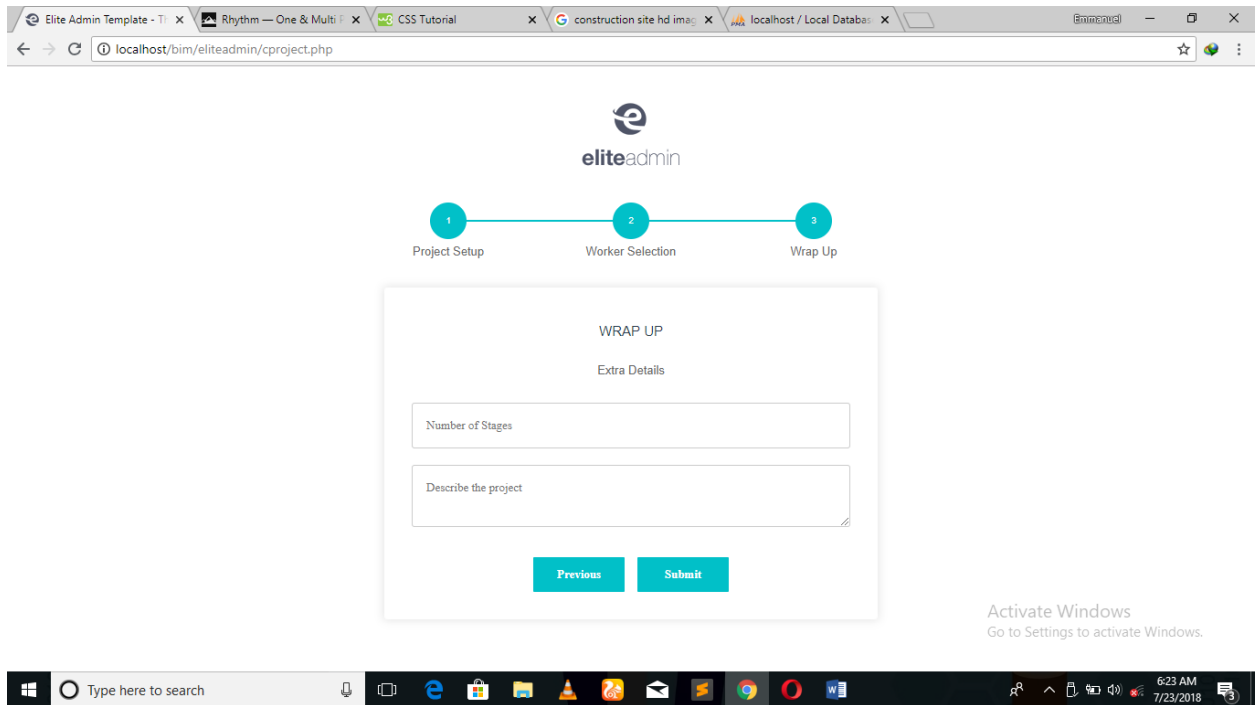 Elite Admin Template - Th
Rhythm — One & Multi P
CSS Tutorial
construction site hd imag
localhost / Local Databas
Emmanuel
localhost/bim/eliteadmin/cproject.php
eliteadmin
1 2 3
Project Setup Worker Selection Wrap Up
WRAP UP
Extra Details
Number of Stages
Describe the project
Previous Submit
Activate Windows
Go to Settings to activate Windows.
Type here to search
6:23 AM
7/23/2018
3